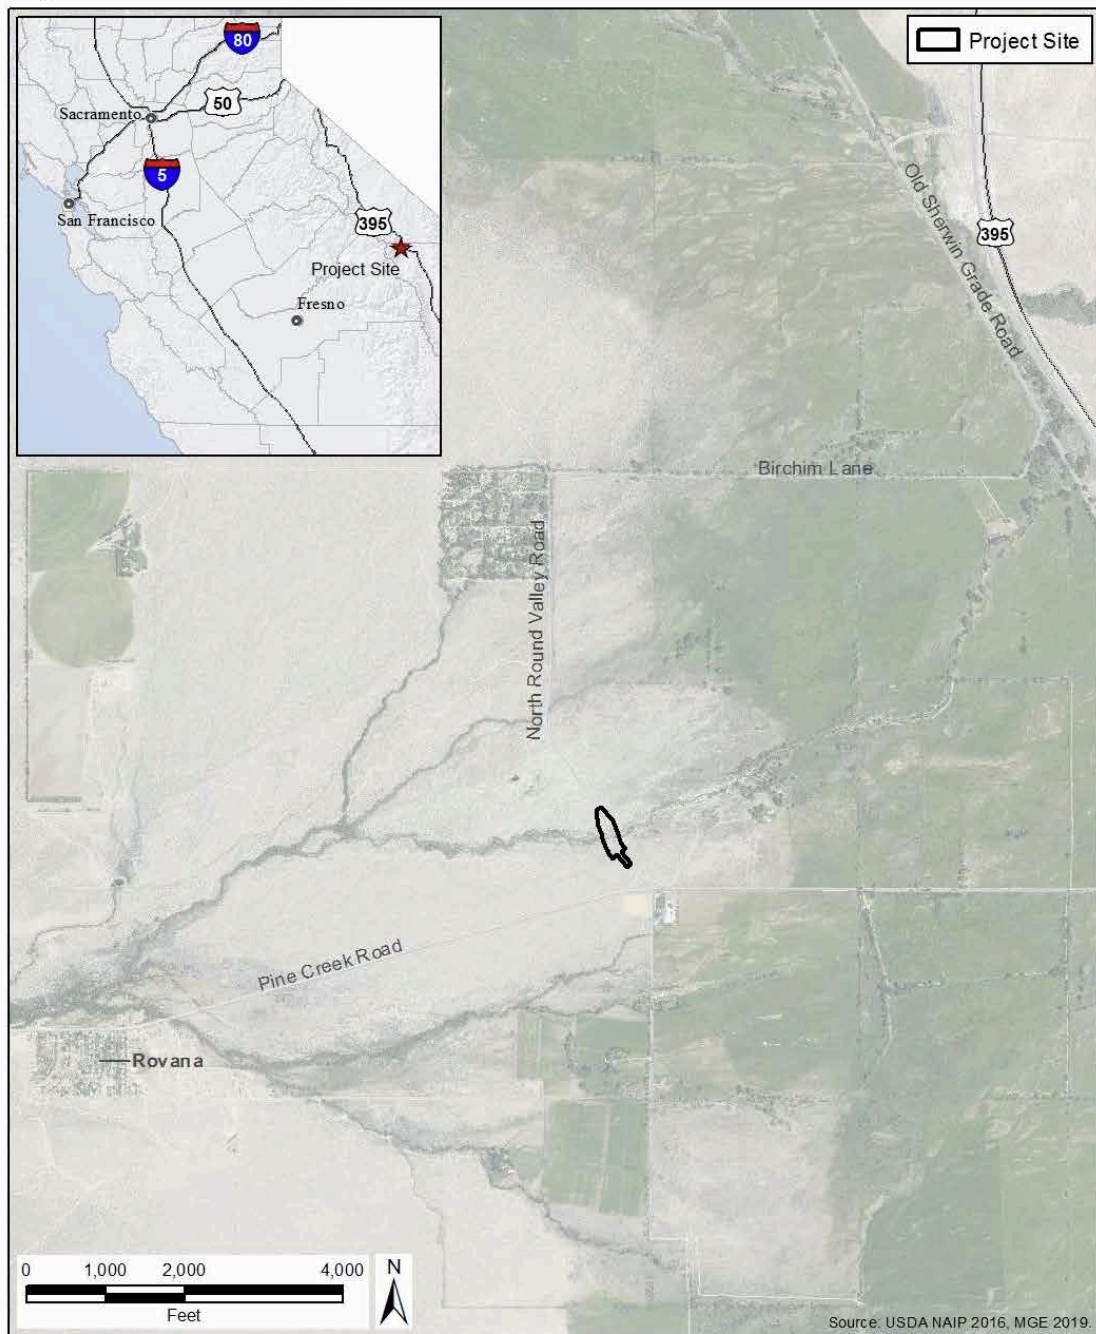 Project Site
80
50
Sacramento
5
San Francisco
395
Project Site
Fresno
Old Sherwin Grade Road
395
Birchim Lane
North Round Valley Road
Pine Creek Road
Rovana
0 1,000 2,000 4,000
Feet
N
Source: USDA NAIP 2016, MGE 2019.